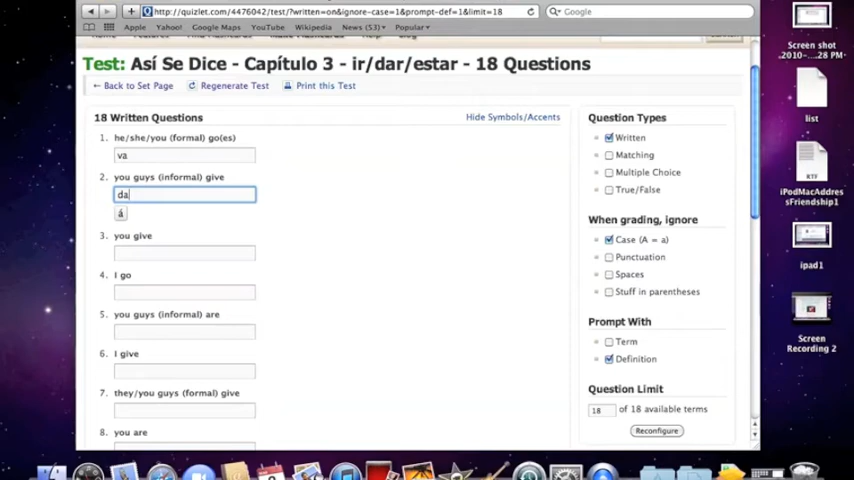 http://quizlet.com/4476042/test/?written=on&ignore-case=1&prompt-def=1&limit=18
Google
Apple Yahoo! Google Maps YouTube Wikipedia News (53) Popular
Test: Así Se Dice - Capítulo 3 - ir/dar/estar - 18 Questions
Back to Set Page Regenerate Test Print this Test
18 Written Questions Hide Symbols/Accents
1. he/she/you (formal) go(es)
va
2. you guys (informal) give
da
á
3. you give
4. I go
5. you guys (informal) are
6. I give
7. they/you guys (formal) give
8. you are
Question Types
Written
Matching
Multiple Choice
True/False
When grading, ignore
Case (A = a)
Punctuation
Spaces
Stuff in parentheses
Prompt With
Term
Definition
Question Limit
18 of 18 available terms
Reconfigure
Screen shot
2010-...28 PM
list
RTF
iPodMacAddres
sFriendship1
ipad1
Screen
Recording 2